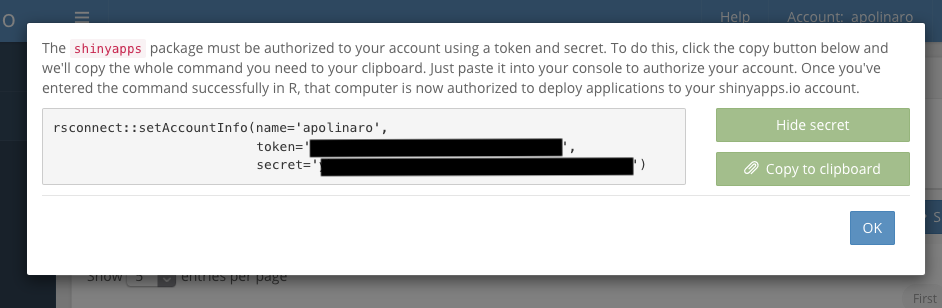 O
Help Account: apolinaro
The shinyapps package must be authorized to your account using a token and secret. To do this, click the copy button below and
we'll copy the whole command you need to your clipboard. Just paste it into your console to authorize your account. Once you've
entered the command successfully in R, that computer is now authorized to deploy applications to your shinyapps.io account.
rsconnect::setAccountInfo(name='apolinaro',
token='',
secret='')
Hide secret
Copy to clipboard
OK
S
Show 5 entries per page
First